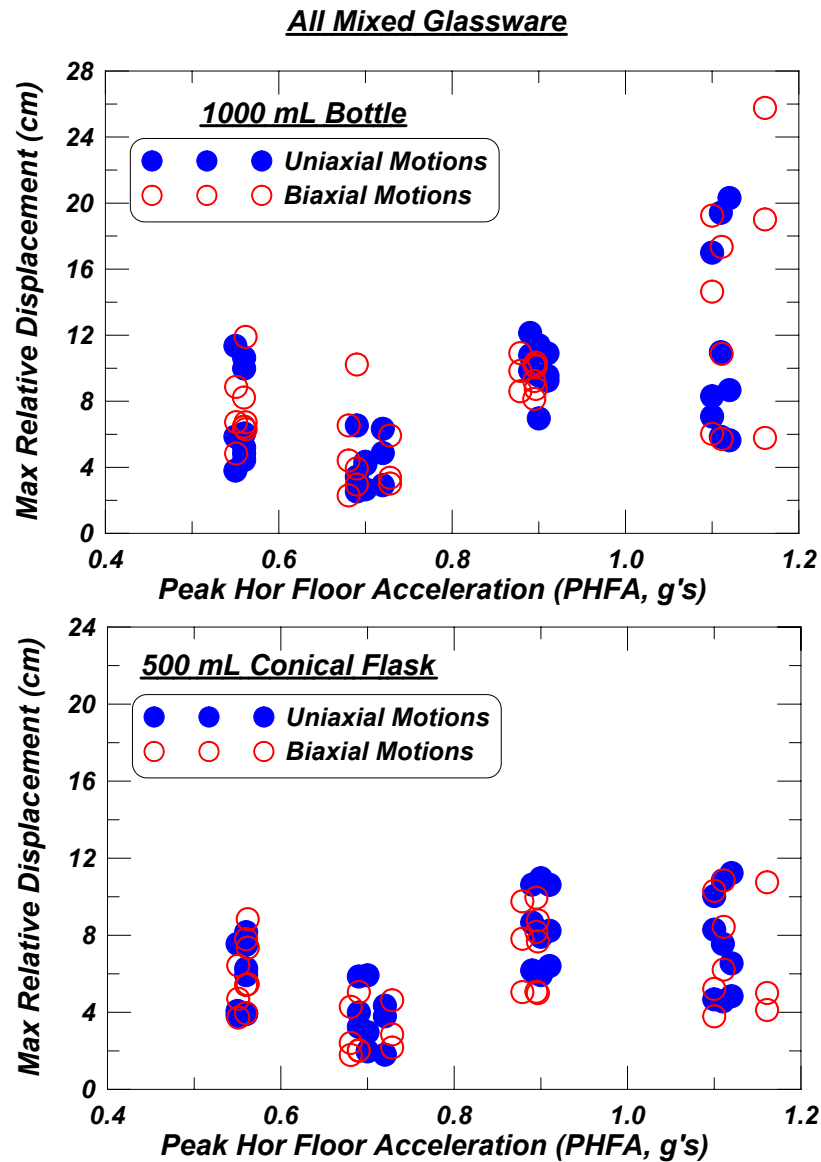 All Mixed Glassware
28
24
20
16
12
8
4
0
Max Relative Displacement (cm)
1000 mL Bottle
Uniaxial Motions
Biaxial Motions
0.4 0.6 0.8 1.0 1.2
Peak Hor Floor Acceleration (PHFA, g's)
24
20
16
12
8
4
0
Max Relative Displacement (cm)
500 mL Conical Flask
Uniaxial Motions
Biaxial Motions
0.4 0.6 0.8 1.0 1.2
Peak Hor Floor Acceleration (PHFA, g's)